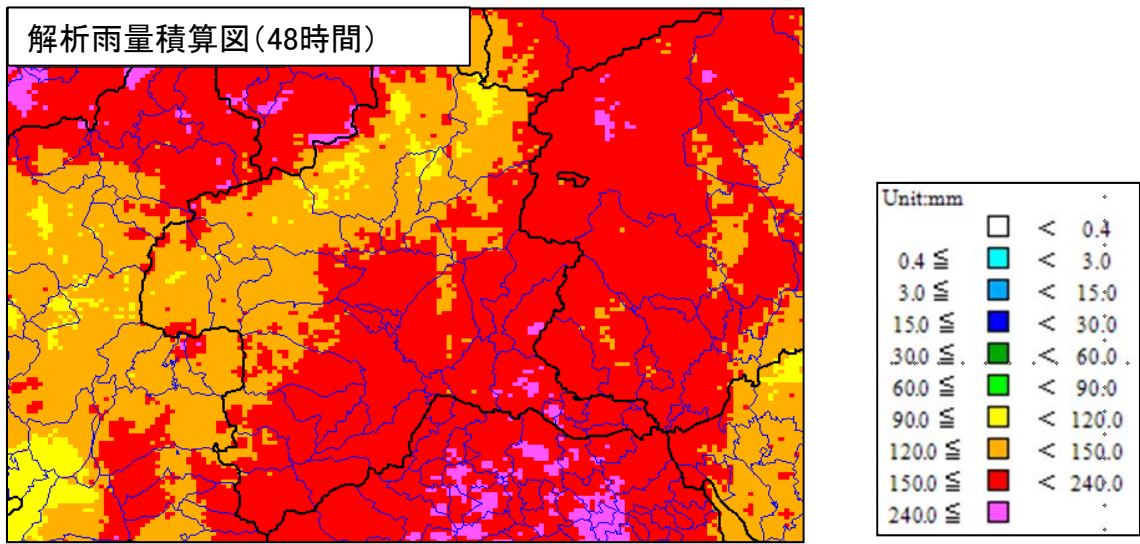 解析雨量積算図(48時間)
Unit:mm
< 0.4
0.4 ≦ < 3.0
3.0 ≦ < 15.0
15.0 ≦ < 30.0
30.0 ≦ < 60.0
60.0 ≦ < 90.0
90.0 ≦ < 120.0
120.0 ≦ < 150.0
150.0 ≦ < 240.0
240.0 ≦